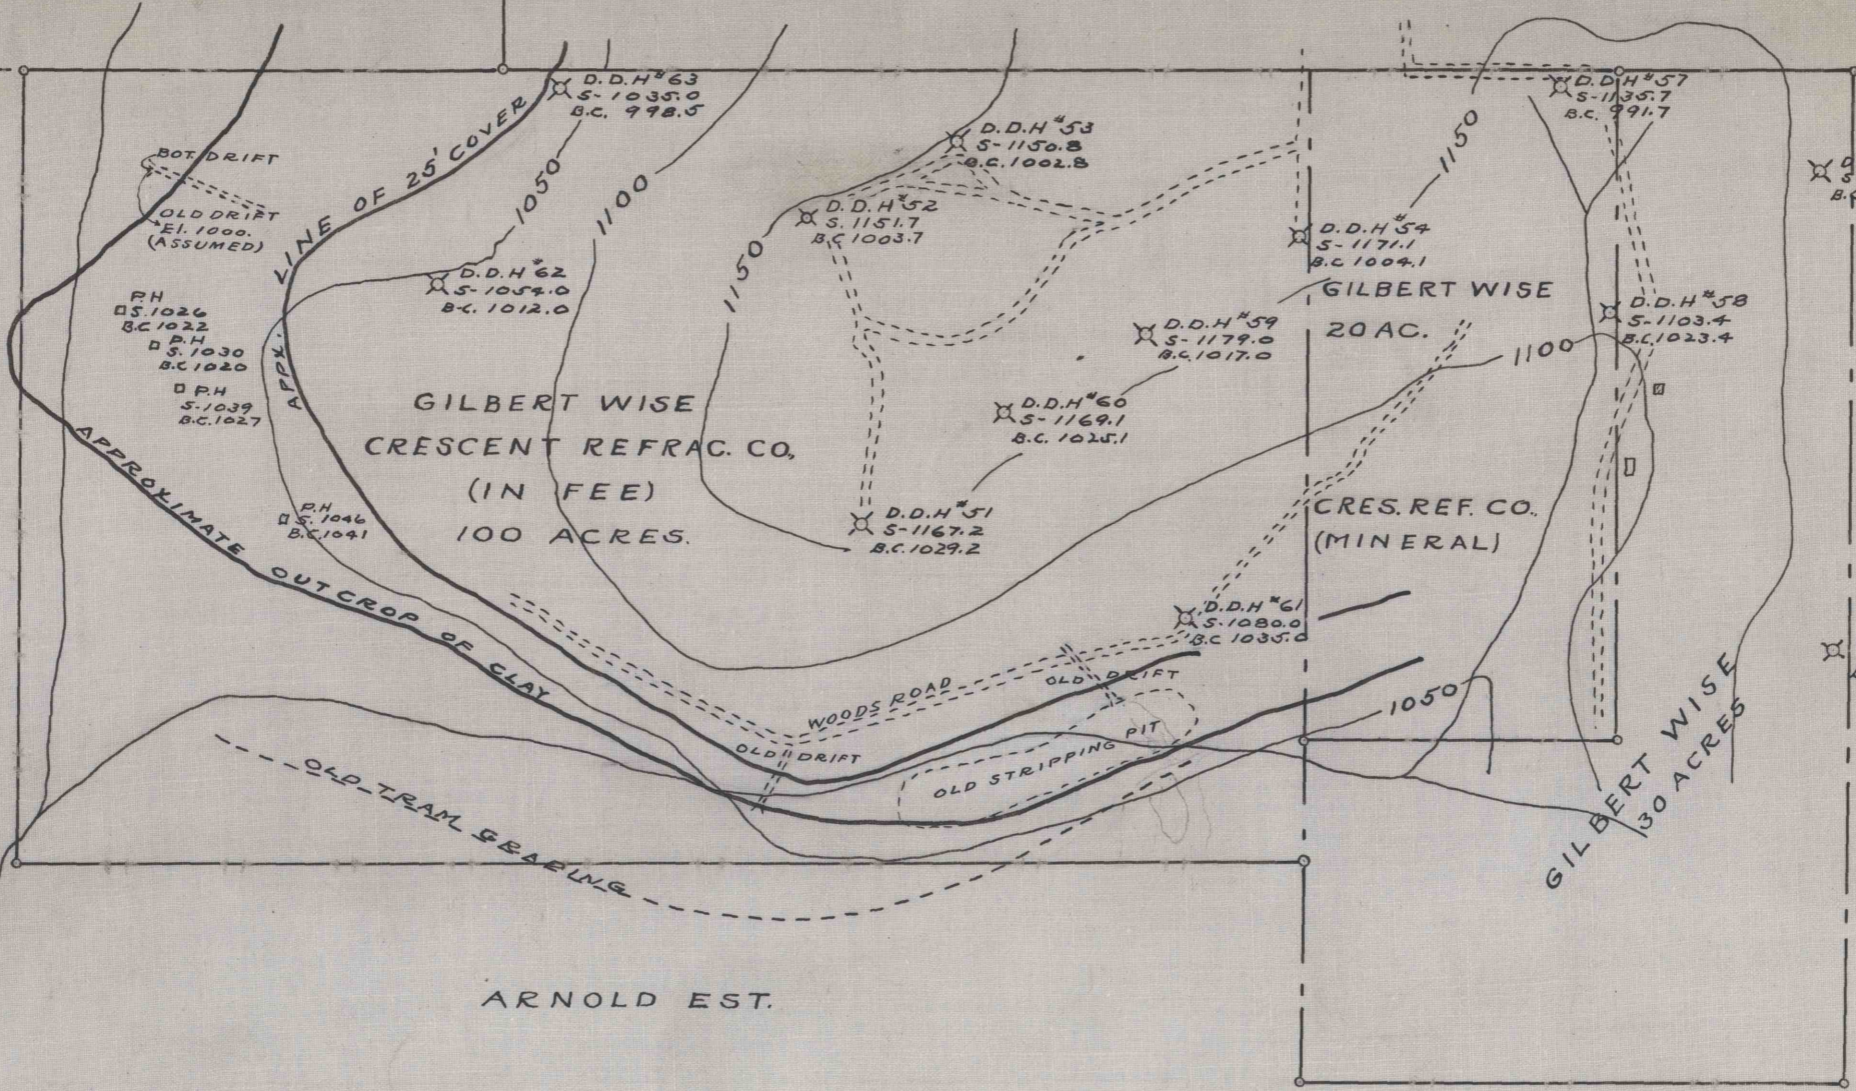 D.D.H #63
S-1035.0
B.C. 998.5
D.D.H #57
S-1135.7
B.C. 991.7
D.D.H #53
S-1150.8
B.C. 1002.8
BOT. DRIFT
OLD DRIFT
El. 1000.
(ASSUMED)
APPX. LINE OF 25' COVER
1050
1100
1150
1150
D.D.H #52
S. 1151.7
B.C 1003.7
D.D.H #54
S-1171.1
B.C 1004.1
D.D.H #62
S-1054.0
B.C. 1012.0
GILBERT WISE
20 AC.
D.D.H #58
S-1103.4
B.C. 1023.4
P.H
S. 1026
B.C 1022
P.H
S. 1030
B.C 1020
P.H
S-1039
B.C. 1027
D.D.H #59
S-1179.0
B.C. 1017.0
1100
D.D.H #60
S-1169.1
B.C. 1025.1
GILBERT WISE
CRESCENT REFRAC. CO,
(IN FEE)
100 ACRES.
P.H
S. 1046
B.C. 1041
D.D.H #51
S-1167.2
B.C. 1029.2
CRES. REF. CO.,
(MINERAL)
APPROXIMATE OUTCROP OF CLAY
D.D.H #61
S-1080.0
B.C 1035.0
WOODS ROAD
OLD DRIFT
OLD DRIFT
OLD STRIPPING PIT
1050
OLD TRAM GRADING
GILBERT WISE
30 ACRES
ARNOLD EST.